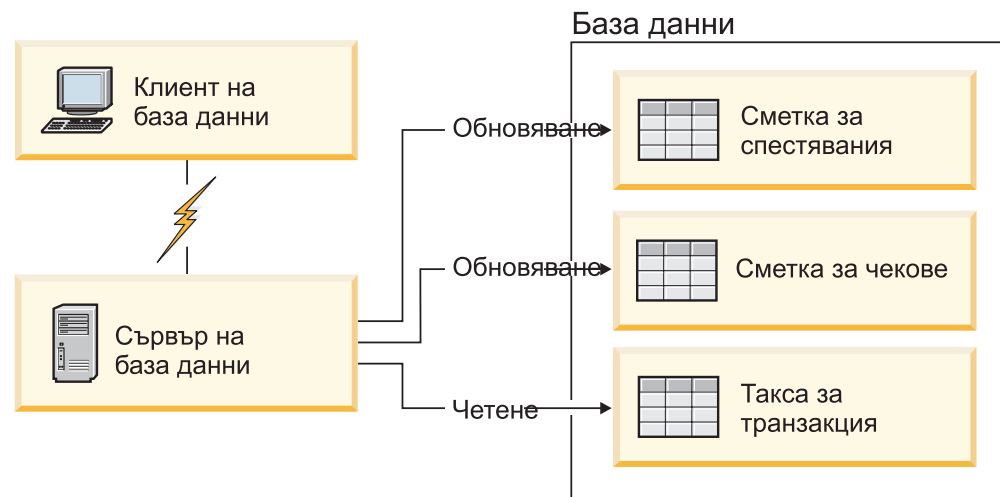 База данни
Клиент на
база данни
Обновяване
Сметка за
спестявания
Обновяване
Сметка за чекове
Сървър на
база данни
Четене
Такса за
транзакция